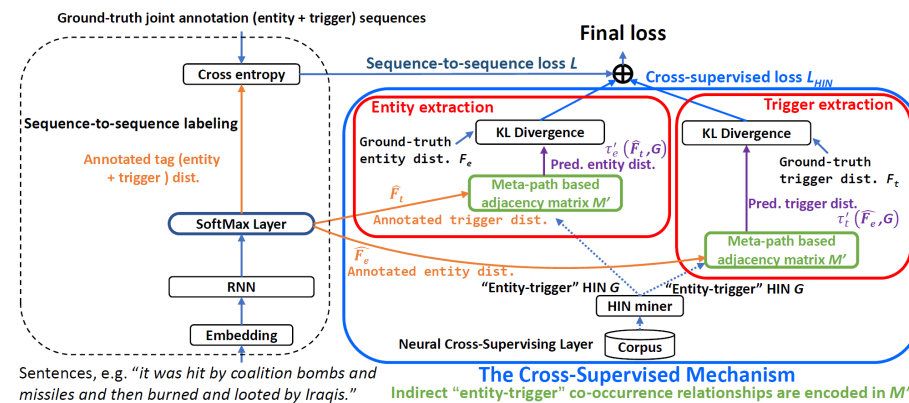 Ground-truth joint annotation (entity + trigger) sequences
Final loss
Cross entropy
Sequence-to-sequence loss L
Cross-supervised loss L_HIN
Entity extraction
Trigger extraction
Sequence-to-sequence labeling
KL Divergence
KL Divergence
Ground-truth
entity dist. F_e
τ'_e (F̂_t, G)
Pred. entity dist.
Ground-truth
trigger dist. F_t
Annotated tag (entity
+ trigger ) dist.
Meta-path based
adjacency matrix M'
Pred. trigger dist.
τ'_t (F̂_e, G)
F̂_t
Annotated trigger dist.
SoftMax Layer
Meta-path based
adjacency matrix M'
F̂_e
Annotated entity dist.
RNN
"Entity-trigger" HIN G
"Entity-trigger" HIN G
HIN miner
Embedding
Neural Cross-Supervising Layer
Corpus
Sentences, e.g. "it was hit by coalition bombs and
missiles and then burned and looted by Iraqis."
The Cross-Supervised Mechanism
Indirect "entity-trigger" co-occurrence relationships are encoded in M'